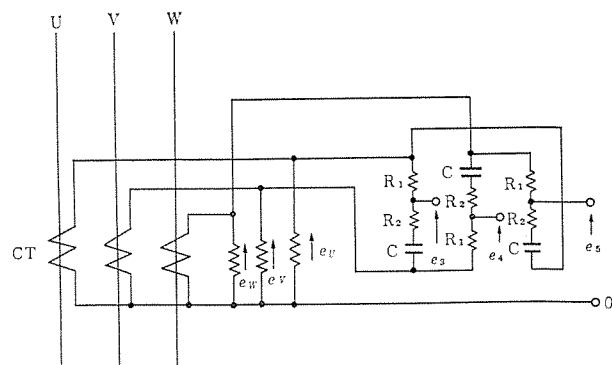 U V W
C R₁
R₁
R₂
R₂ R₂
CT
C R₁ C
e_W e_V e_U e₃ e₄ e₅
0